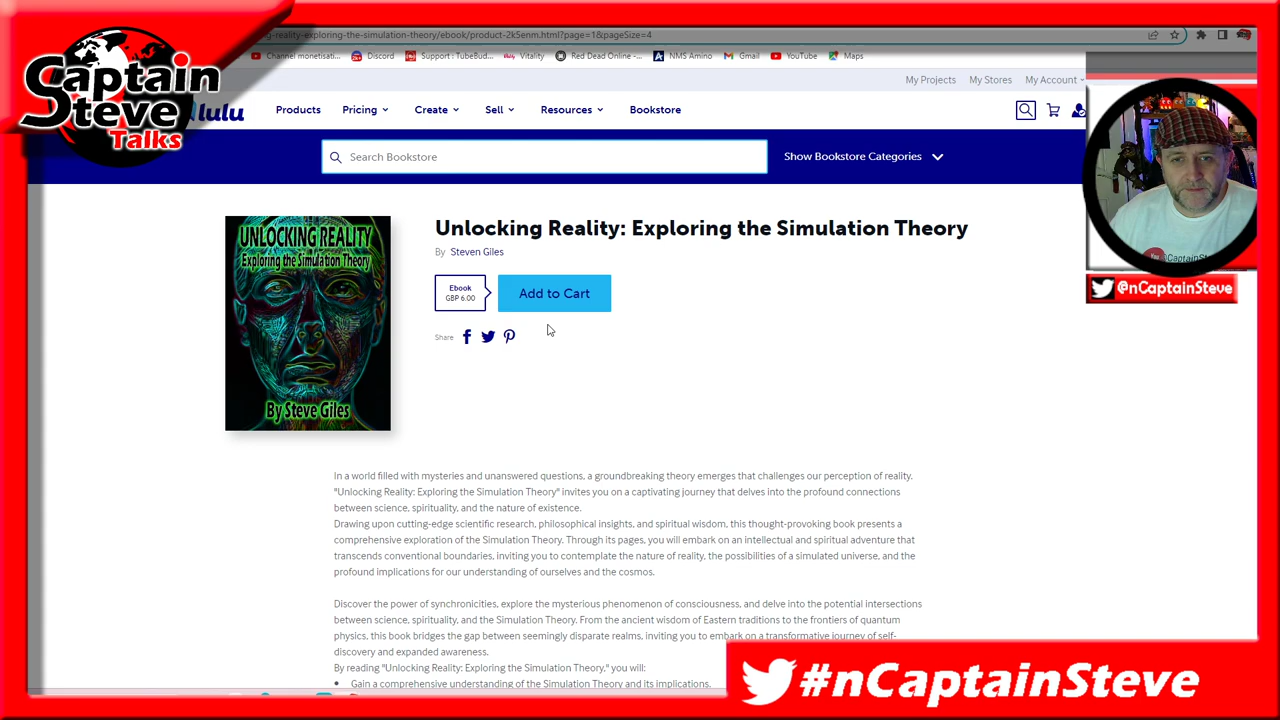 Captain
Steve
Talks
-reality-exploring-the-simulation-theory/ebook/product-2k5enm.html?page=1&pageSize=4
Channel monetisati...
Discord
Support : TubeBud...
Vitality
Red Dead Online -...
NMS Amino
Gmail
YouTube
Maps
My Projects
My Stores
My Account
lulu
Products
Pricing
Create
Sell
Resources
Bookstore
Search Bookstore
Show Bookstore Categories
@nCaptainSteve
UNLOCKING REALITY
Exploring the Simulation Theory
By Steve Giles
Unlocking Reality: Exploring the Simulation Theory
By Steven Giles
Ebook
GBP 6.00
Add to Cart
Share
In a world filled with mysteries and unanswered questions, a groundbreaking theory emerges that challenges our perception of reality.
"Unlocking Reality: Exploring the Simulation Theory" invites you on a captivating journey that delves into the profound connections
between science, spirituality, and the nature of existence.
Drawing upon cutting-edge scientific research, philosophical insights, and spiritual wisdom, this thought-provoking book presents a
comprehensive exploration of the Simulation Theory. Through its pages, you will embark on an intellectual and spiritual adventure that
transcends conventional boundaries, inviting you to contemplate the nature of reality, the possibilities of a simulated universe, and the
profound implications for our understanding of ourselves and the cosmos.
Discover the power of synchronicities, explore the mysterious phenomenon of consciousness, and delve into the potential intersections
between science, spirituality, and the Simulation Theory. From the ancient wisdom of Eastern traditions to the frontiers of quantum
physics, this book bridges the gap between seemingly disparate realms, inviting you to embark on a transformative journey of self-
discovery and expanded awareness.
By reading "Unlocking Reality: Exploring the Simulation Theory," you will:
• Gain a comprehensive understanding of the Simulation Theory and its implications.
#nCaptainSteve